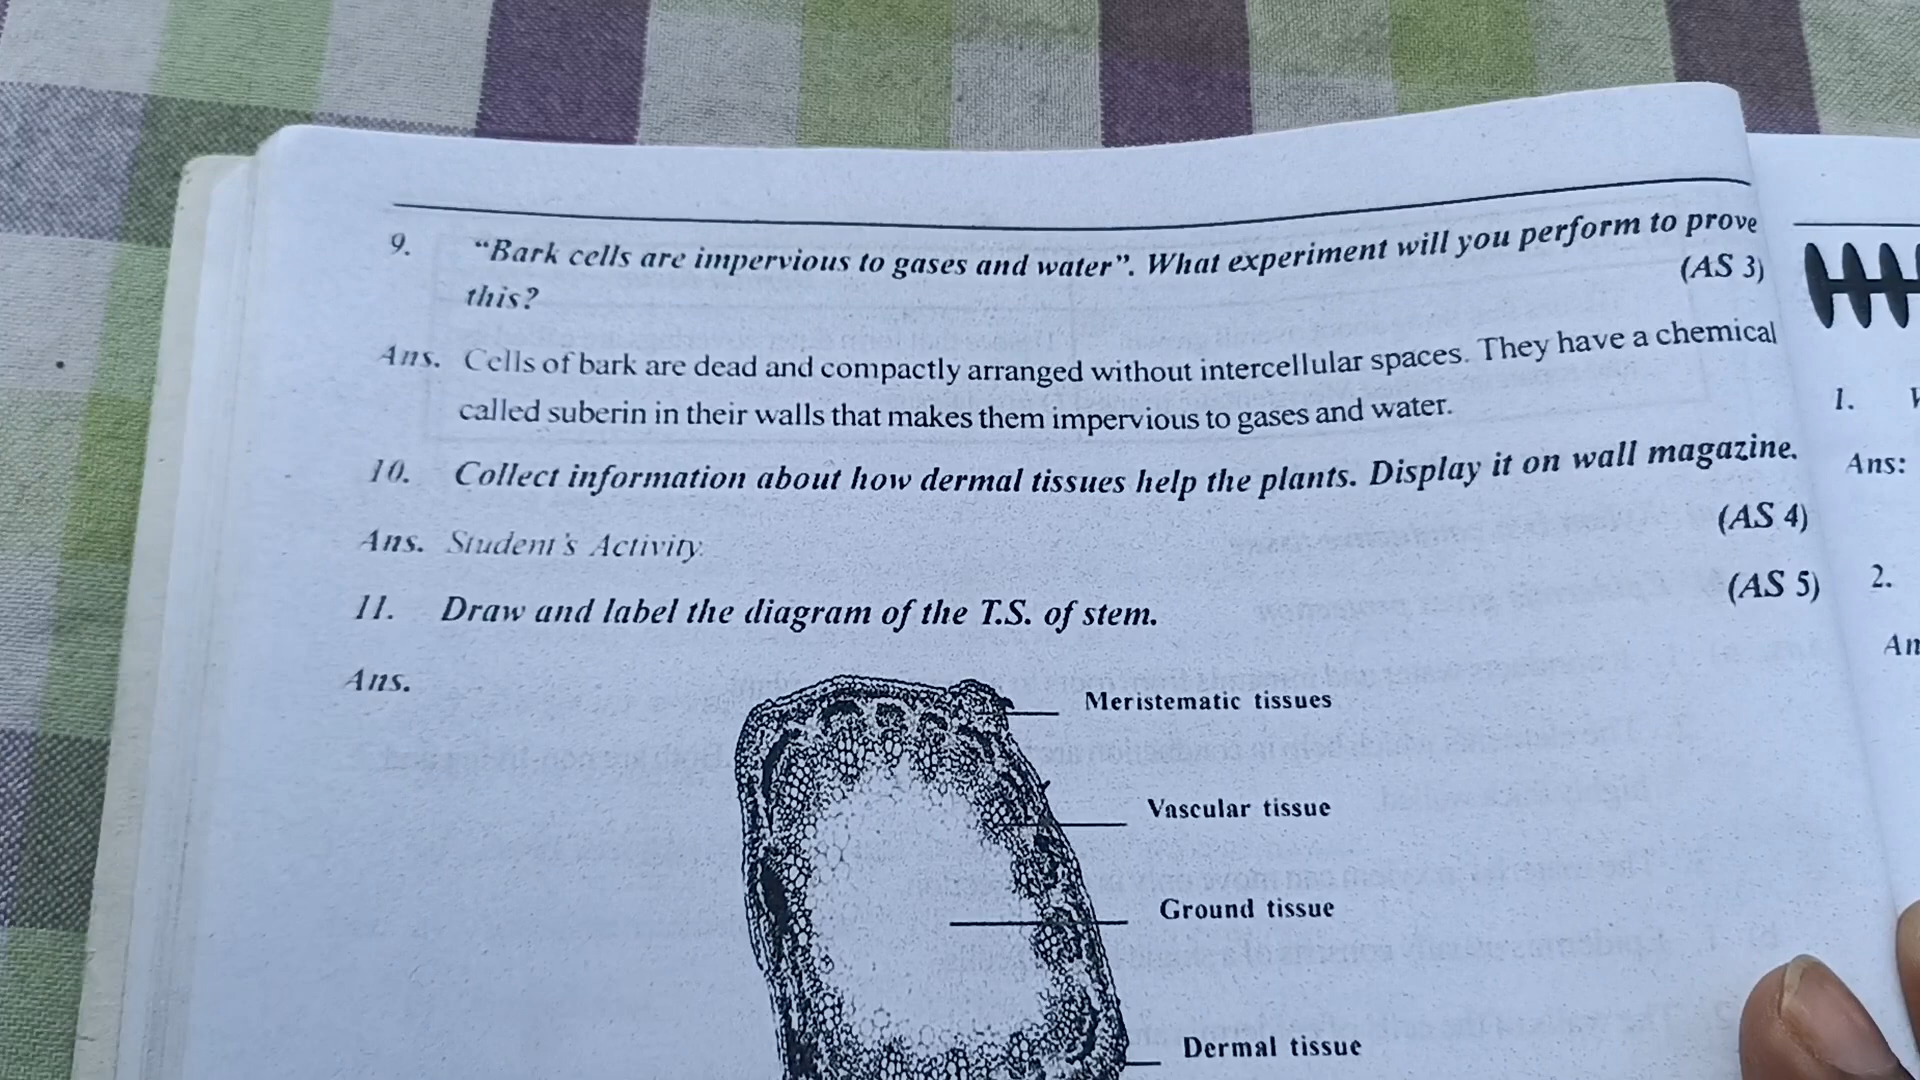 9. "Bark cells are impervious to gases and water". What experiment will you perform to prove
this? (AS 3)
Ans. Cells of bark are dead and compactly arranged without intercellular spaces. They have a chemical
called suberin in their walls that makes them impervious to gases and water.
10. Collect information about how dermal tissues help the plants. Display it on wall magazine.
(AS 4)
Ans. Student's Activity.
11. Draw and label the diagram of the T.S. of stem. (AS 5)
Ans.
Meristematic tissues
Vascular tissue
Ground tissue
Dermal tissue
1.
Ans:
2.